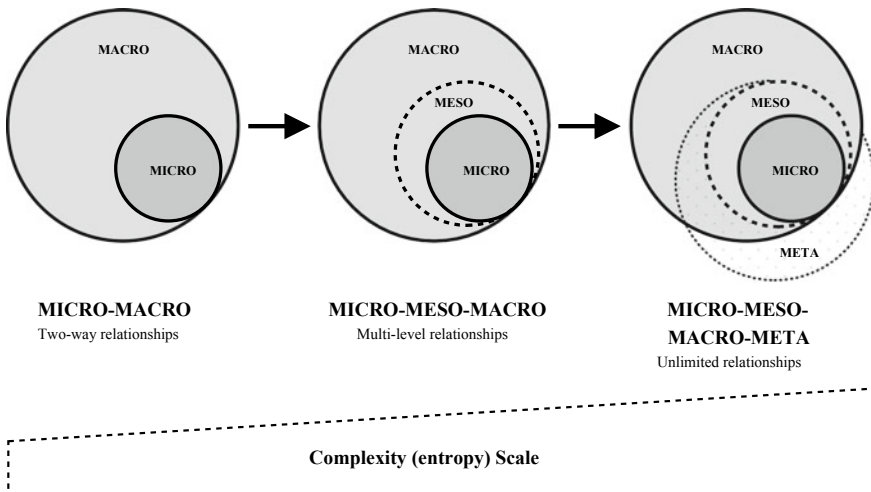 MACRO
MICRO
MACRO
MESO
MICRO
MACRO
MESO
MICRO
META
MICRO-MACRO
Two-way relationships
MICRO-MESO-MACRO
Multi-level relationships
MICRO-MESO-
MACRO-META
Unlimited relationships
Complexity (entropy) Scale